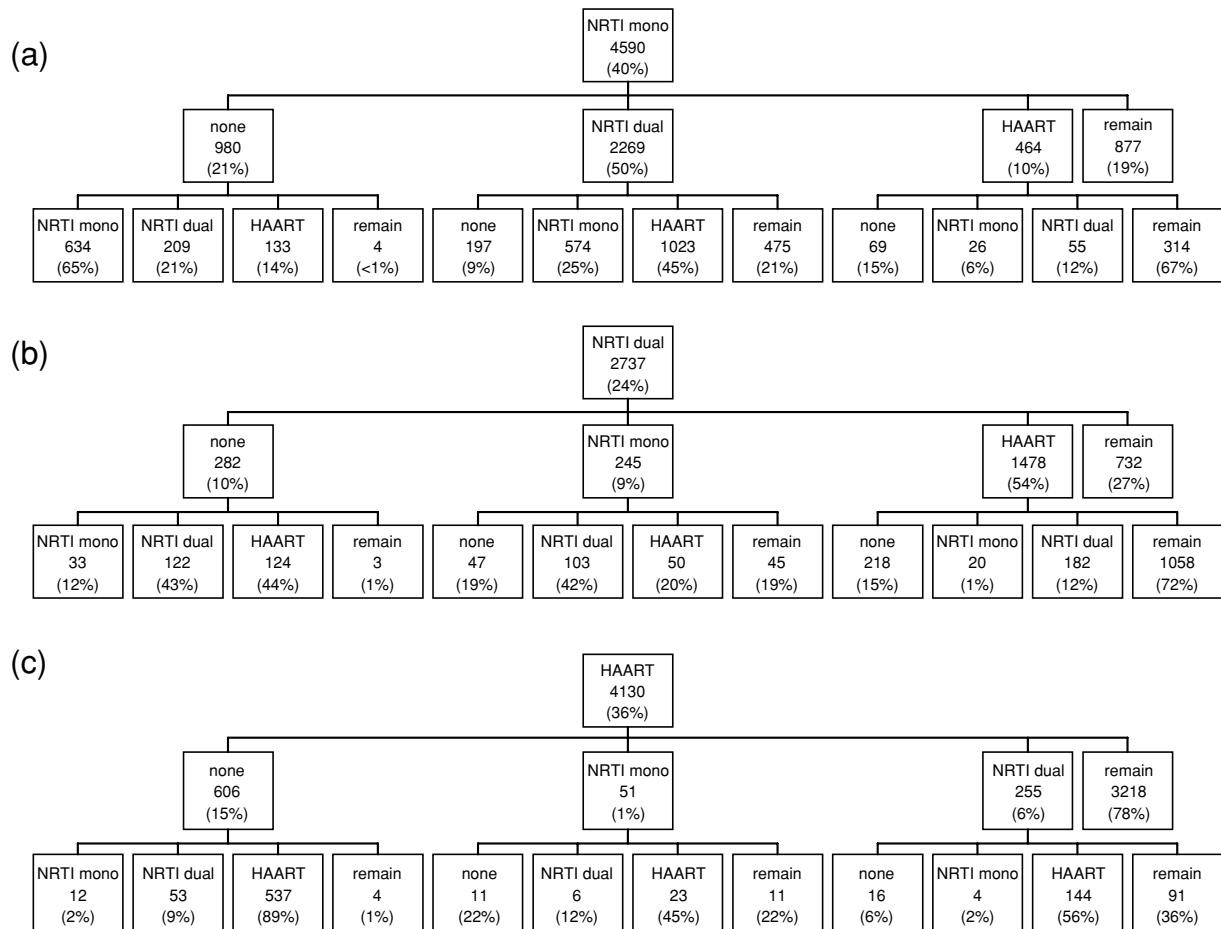 (a)
NRTI mono
4590
(40%)
none
980
(21%)
NRTI dual
2269
(50%)
HAART
464
(10%)
remain
877
(19%)
NRTI mono
634
(65%)
NRTI dual
209
(21%)
HAART
133
(14%)
remain
4
(<1%)
none
197
(9%)
NRTI mono
574
(25%)
HAART
1023
(45%)
remain
475
(21%)
none
69
(15%)
NRTI mono
26
(6%)
NRTI dual
55
(12%)
remain
314
(67%)
(b)
NRTI dual
2737
(24%)
none
282
(10%)
NRTI mono
245
(9%)
HAART
1478
(54%)
remain
732
(27%)
NRTI mono
33
(12%)
NRTI dual
122
(43%)
HAART
124
(44%)
remain
3
(1%)
none
47
(19%)
NRTI dual
103
(42%)
HAART
50
(20%)
remain
45
(19%)
none
218
(15%)
NRTI mono
20
(1%)
NRTI dual
182
(12%)
remain
1058
(72%)
(c)
HAART
4130
(36%)
none
606
(15%)
NRTI mono
51
(1%)
NRTI dual
255
(6%)
remain
3218
(78%)
NRTI mono
12
(2%)
NRTI dual
53
(9%)
HAART
537
(89%)
remain
4
(1%)
none
11
(22%)
NRTI dual
6
(12%)
HAART
23
(45%)
remain
11
(22%)
none
16
(6%)
NRTI mono
4
(2%)
HAART
144
(56%)
remain
91
(36%)